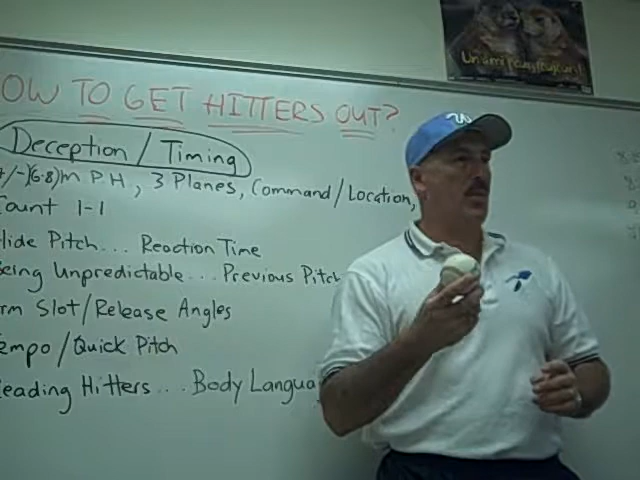 OW TO GET HITTERS OUT?
Deception / Timing
+/-)(6-8)m P H, 3 Planes, Command/Location,
Count 1-1
lide Pitch... Reaction Time
eing Unpredictable... Previous Pitch
rm Slot/Release Angles
empo/Quick Pitch
eading Hitters... Body Langua